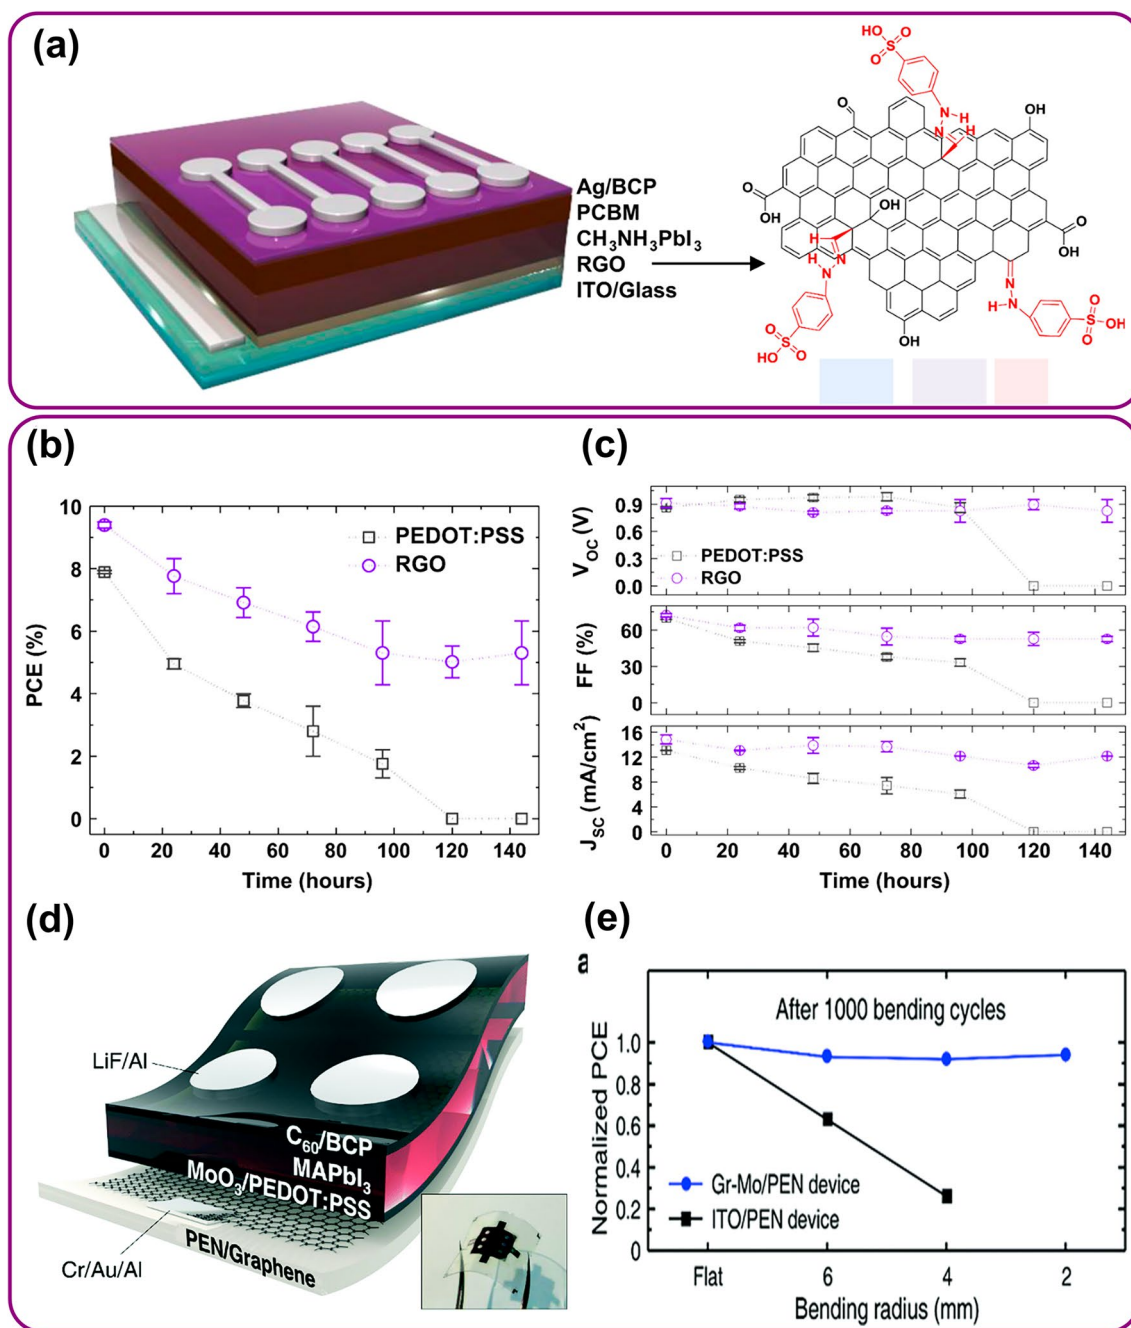 (a)
Ag/BCP
PCBM
CH₃NH₃PbI₃
RGO
ITO/Glass
HO
O
S
O
N
H
N
H
O
OH
O
OH
OH
O
OH
H
N
H
N
O
S
O
HO
N
N
H
O
S
OH
O
OH
(b)
PCE (%)
10
8
6
4
2
0
PEDOT:PSS
RGO
0 20 40 60 80 100 120 140
Time (hours)
(c)
V_OC (V)
0.9
0.6
0.3
0.0
PEDOT:PSS
RGO
FF (%)
60
30
0
J_SC (mA/cm²)
16
12
8
4
0
0 20 40 60 80 100 120 140
Time (hours)
(d)
LiF/Al
C₆₀/BCP
MAPbI₃
MoO₃/PEDOT:PSS
PEN/Graphene
Cr/Au/Al
(e)
a
After 1000 bending cycles
Normalized PCE
1.0
0.8
0.6
0.4
0.2
0
Gr-Mo/PEN device
ITO/PEN device
Flat 6 4 2
Bending radius (mm)